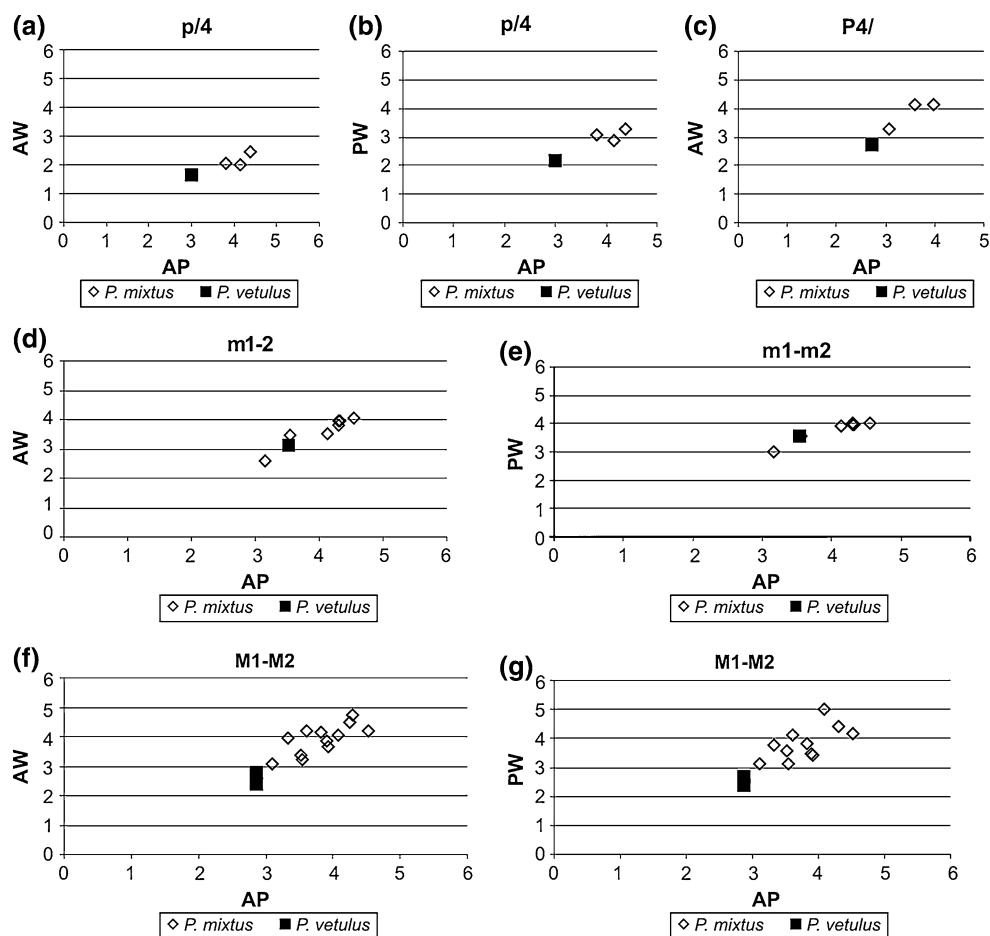 (a)
p/4
AW
6
5
4
3
2
1
0
0 1 2 3 4 5 6
AP
P. mixtus P. vetulus
(b)
p/4
PW
6
5
4
3
2
1
0
0 1 2 3 4 5
AP
P. mixtus P. vetulus
(c)
P4/
AW
6
5
4
3
2
1
0
0 1 2 3 4 5
AP
P. mixtus P. vetulus
(d)
m1-2
AW
6
5
4
3
2
1
0
0 1 2 3 4 5 6
AP
P. mixtus P. vetulus
(e)
m1-m2
PW
6
5
4
3
2
1
0
0 1 2 3 4 5 6
AP
P. mixtus P. vetulus
(f)
M1-M2
AW
6
5
4
3
2
1
0
0 1 2 3 4 5 6
AP
P. mixtus P. vetulus
(g)
M1-M2
PW
6
5
4
3
2
1
0
0 1 2 3 4 5 6
AP
P. mixtus P. vetulus